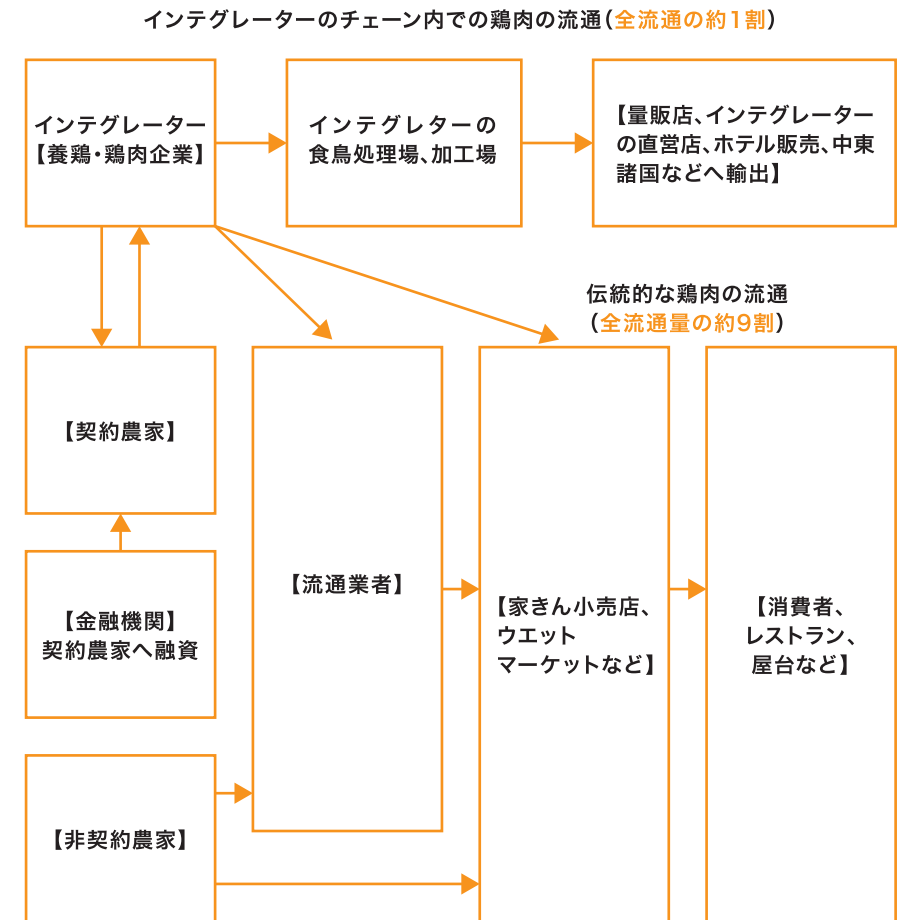 インテグレーターのチェーン内での鶏肉の流通（全流通の約1割）
インテグレーター
【養鶏・鶏肉企業】
インテグレターの
食鳥処理場、加工場
【量販店、インテグレーター
の直営店、ホテル販売、中東
諸国などへ輸出】
伝統的な鶏肉の流通
（全流通量の約9割）
【契約農家】
【金融機関】
契約農家へ融資
【流通業者】
【家きん小売店、
ウエット
マーケットなど】
【消費者、
レストラン、
屋台など】
【非契約農家】